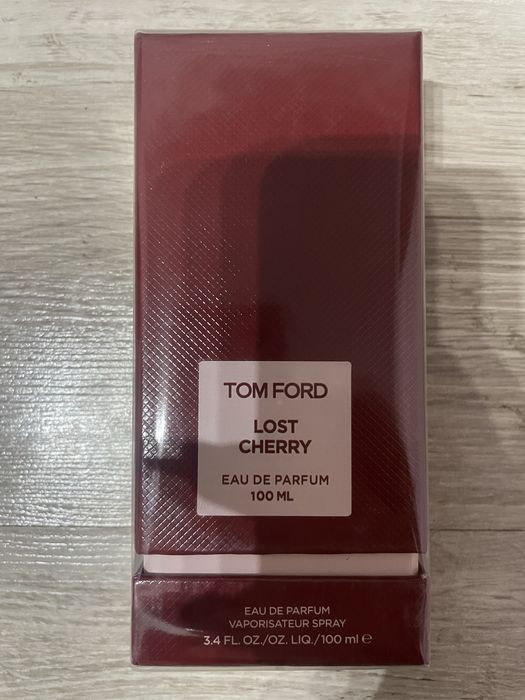 TOM FORD
LOST
CHERRY
EAU DE PARFUM
100 ML
EAU DE PARFUM
VAPORISATEUR SPRAY
3.4 FL. OZ./OZ. LIQ./100 ml ℮